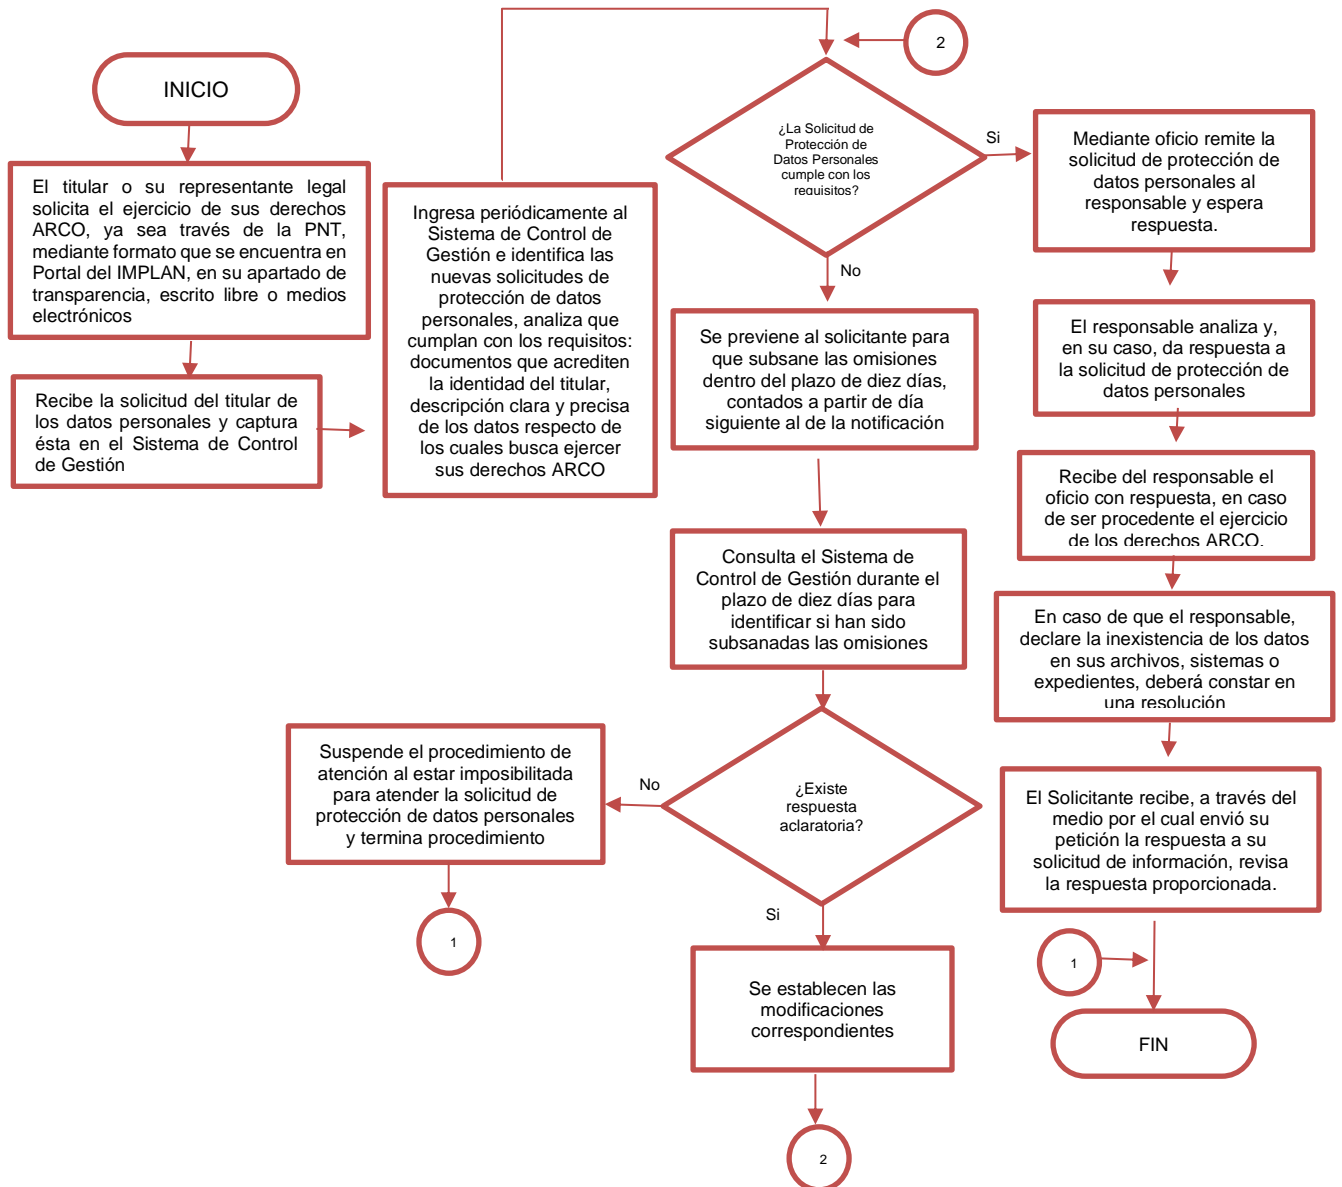 INICIO
El titular o su representante legal
solicita el ejercicio de sus derechos
ARCO, ya sea través de la PNT,
mediante formato que se encuentra en
Portal del IMPLAN, en su apartado de
transparencia, escrito libre o medios
electrónicos
Recibe la solicitud del titular de
los datos personales y captura
ésta en el Sistema de Control
de Gestión
Ingresa periódicamente al
Sistema de Control de
Gestión e identifica las
nuevas solicitudes de
protección de datos
personales, analiza que
cumplan con los requisitos:
documentos que acrediten
la identidad del titular,
descripción clara y precisa
de los datos respecto de
los cuales busca ejercer
sus derechos ARCO
2
¿La Solicitud de
Protección de
Datos Personales
cumple con los
requisitos?
Si
No
Mediante oficio remite la
solicitud de protección de
datos personales al
responsable y espera
respuesta.
El responsable analiza y,
en su caso, da respuesta a
la solicitud de protección de
datos personales
Recibe del responsable el
oficio con respuesta, en caso
de ser procedente el ejercicio
de los derechos ARCO.
En caso de que el responsable,
declare la inexistencia de los datos
en sus archivos, sistemas o
expedientes, deberá constar en
una resolución
El Solicitante recibe, a través del
medio por el cual envió su
petición la respuesta a su
solicitud de información, revisa
la respuesta proporcionada.
1
FIN
Se previene al solicitante para
que subsane las omisiones
dentro del plazo de diez días,
contados a partir de día
siguiente al de la notificación
Consulta el Sistema de
Control de Gestión durante el
plazo de diez días para
identificar si han sido
subsanadas las omisiones
¿Existe
respuesta
aclaratoria?
No
Suspende el procedimiento de
atención al estar imposibilitada
para atender la solicitud de
protección de datos personales
y termina procedimiento
1
Si
Se establecen las
modificaciones
correspondientes
2